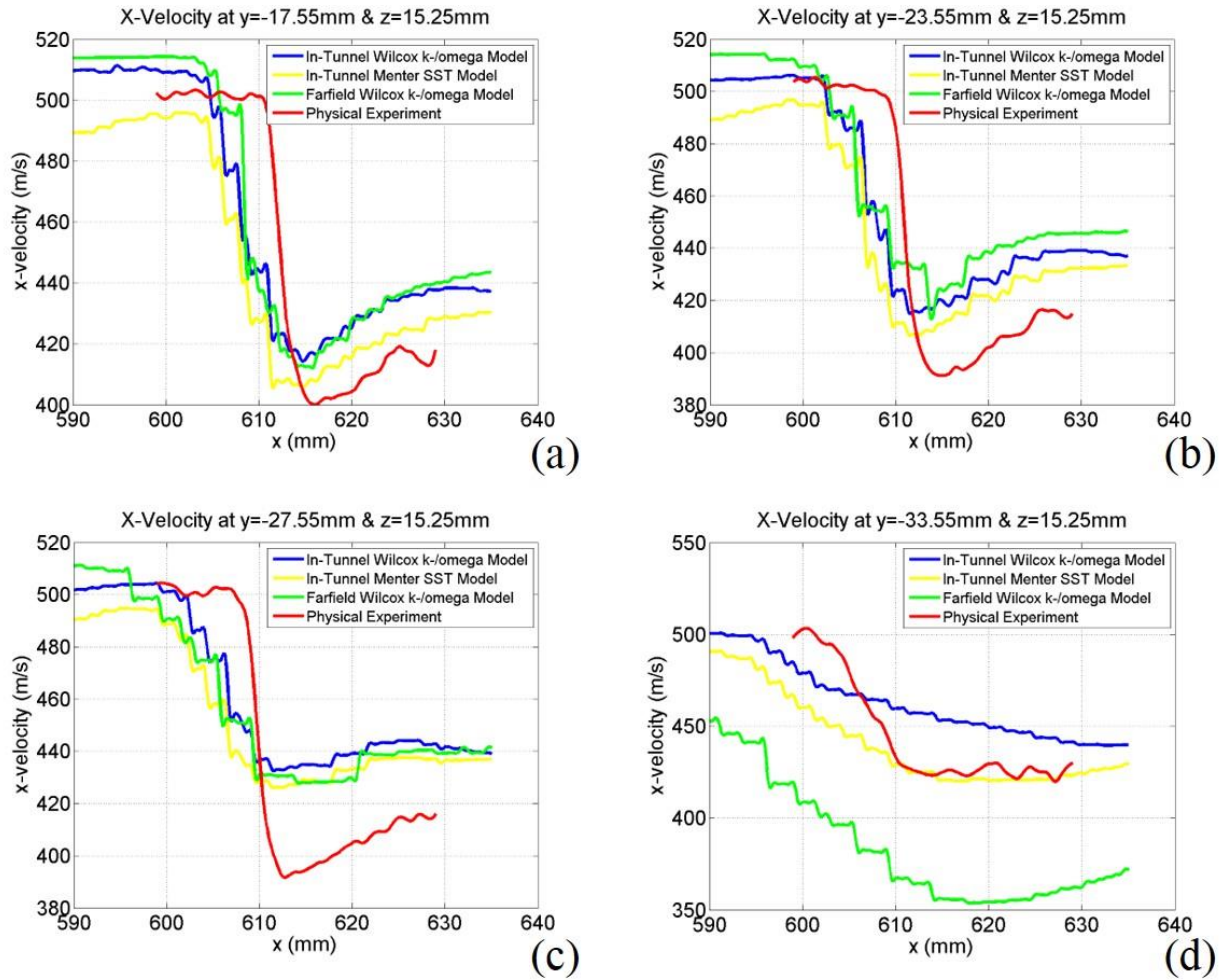 X-Velocity at y=-17.55mm & z=15.25mm
520
500
480
460
440
420
400
x-velocity (m/s)
In-Tunnel Wilcox k-/omega Model
In-Tunnel Menter SST Model
Farfield Wilcox k-/omega Model
Physical Experiment
590 600 610 620 630 640
x (mm)
(a)
X-Velocity at y=-23.55mm & z=15.25mm
520
500
480
460
440
420
400
380
x-velocity (m/s)
In-Tunnel Wilcox k-/omega Model
In-Tunnel Menter SST Model
Farfield Wilcox k-/omega Model
Physical Experiment
590 600 610 620 630 640
x (mm)
(b)
X-Velocity at y=-27.55mm & z=15.25mm
520
500
480
460
440
420
400
380
x-velocity (m/s)
In-Tunnel Wilcox k-/omega Model
In-Tunnel Menter SST Model
Farfield Wilcox k-/omega Model
Physical Experiment
590 600 610 620 630 640
x (mm)
(c)
X-Velocity at y=-33.55mm & z=15.25mm
550
500
450
400
350
x-velocity (m/s)
In-Tunnel Wilcox k-/omega Model
In-Tunnel Menter SST Model
Farfield Wilcox k-/omega Model
Physical Experiment
590 600 610 620 630 640
x (mm)
(d)